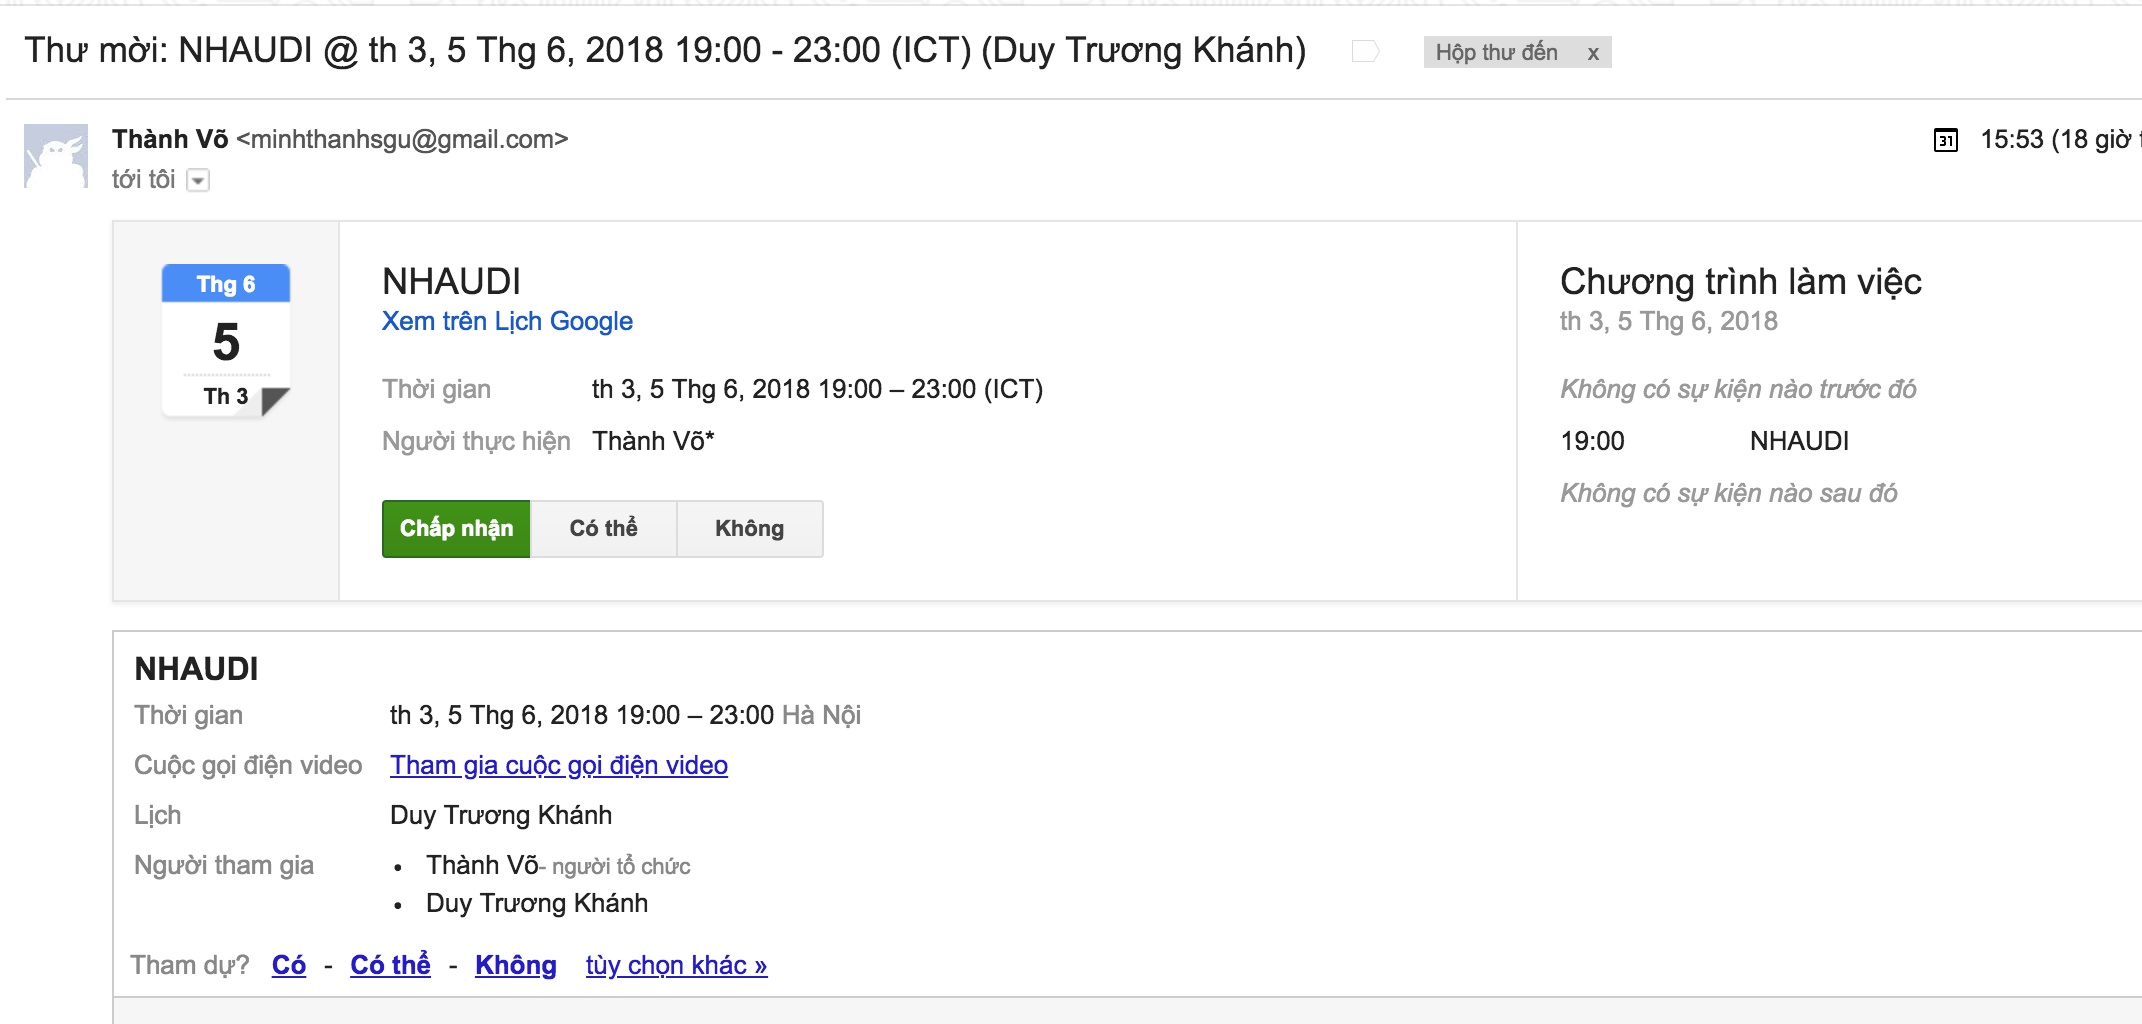 Thư mời: NHAUDI @ th 3, 5 Thg 6, 2018 19:00 - 23:00 (ICT) (Duy Trương Khánh) Hộp thư đến x
Thành Võ <minhthanhsgu@gmail.com> 31 15:53 (18 giờ
tới tôi
Thg 6
5
Th 3
NHAUDI
Xem trên Lịch Google
Thời gian th 3, 5 Thg 6, 2018 19:00 – 23:00 (ICT)
Người thực hiện Thành Võ*
Chấp nhận Có thể Không
Chương trình làm việc
th 3, 5 Thg 6, 2018
Không có sự kiện nào trước đó
19:00 NHAUDI
Không có sự kiện nào sau đó
NHAUDI
Thời gian th 3, 5 Thg 6, 2018 19:00 – 23:00 Hà Nội
Cuộc gọi điện video Tham gia cuộc gọi điện video
Lịch Duy Trương Khánh
Người tham gia • Thành Võ- người tổ chức
• Duy Trương Khánh
Tham dự? Có - Có thể - Không tùy chọn khác »